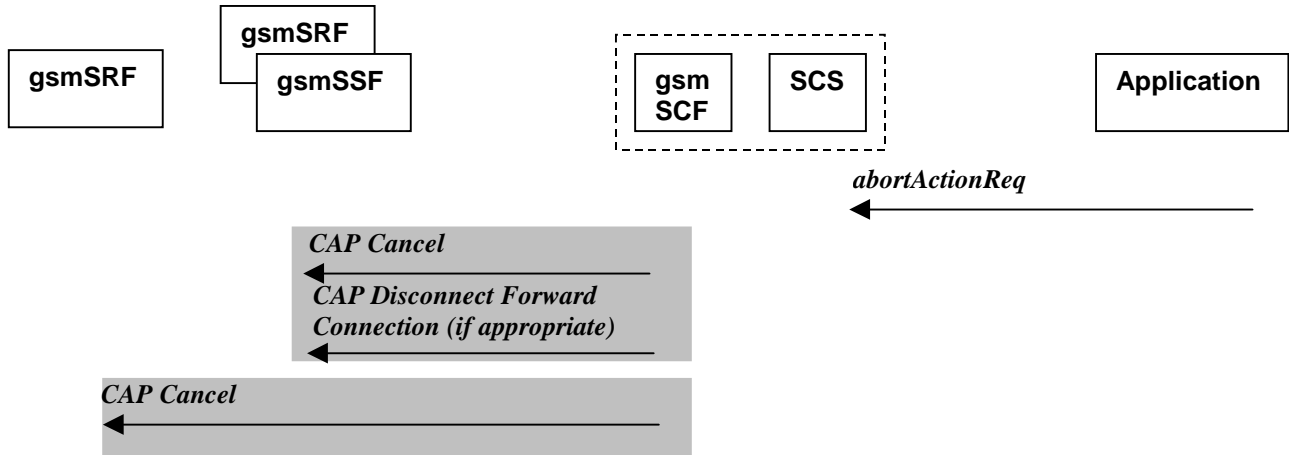 gsmSRF
gsmSRF
gsmSSF
gsm
SCF
SCS
Application
abortActionReq
CAP Cancel
CAP Disconnect Forward
Connection (if appropriate)
CAP Cancel